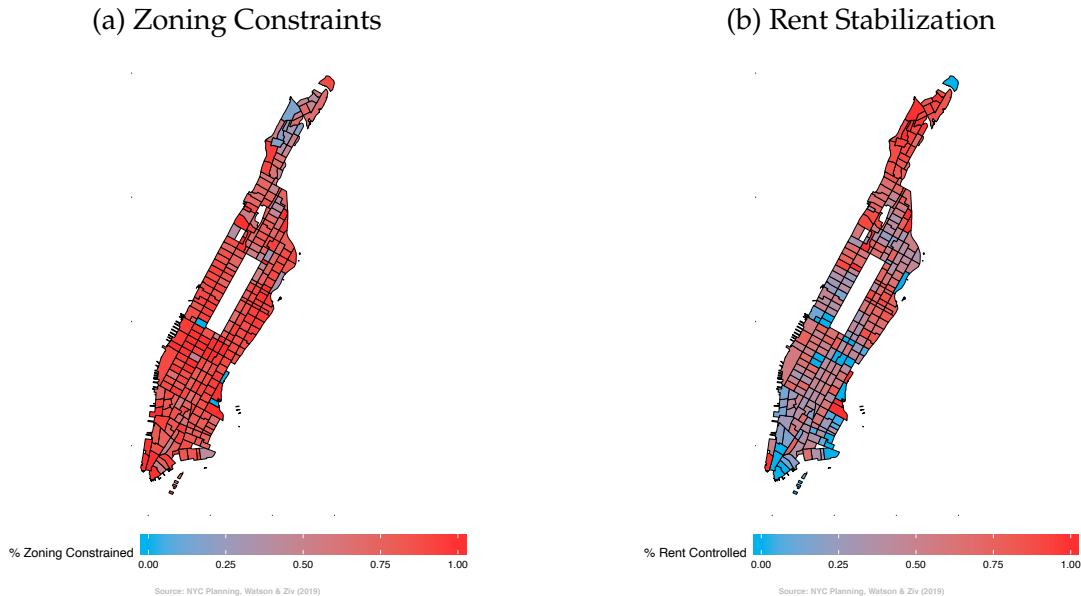 (a) Zoning Constraints
(b) Rent Stabilization
% Zoning Constrained
0.00 0.25 0.50 0.75 1.00
Source: NYC Planning, Watson & Ziv (2019)
% Rent Controlled
0.00 0.25 0.50 0.75 1.00
Source: NYC Planning, Watson & Ziv (2019)